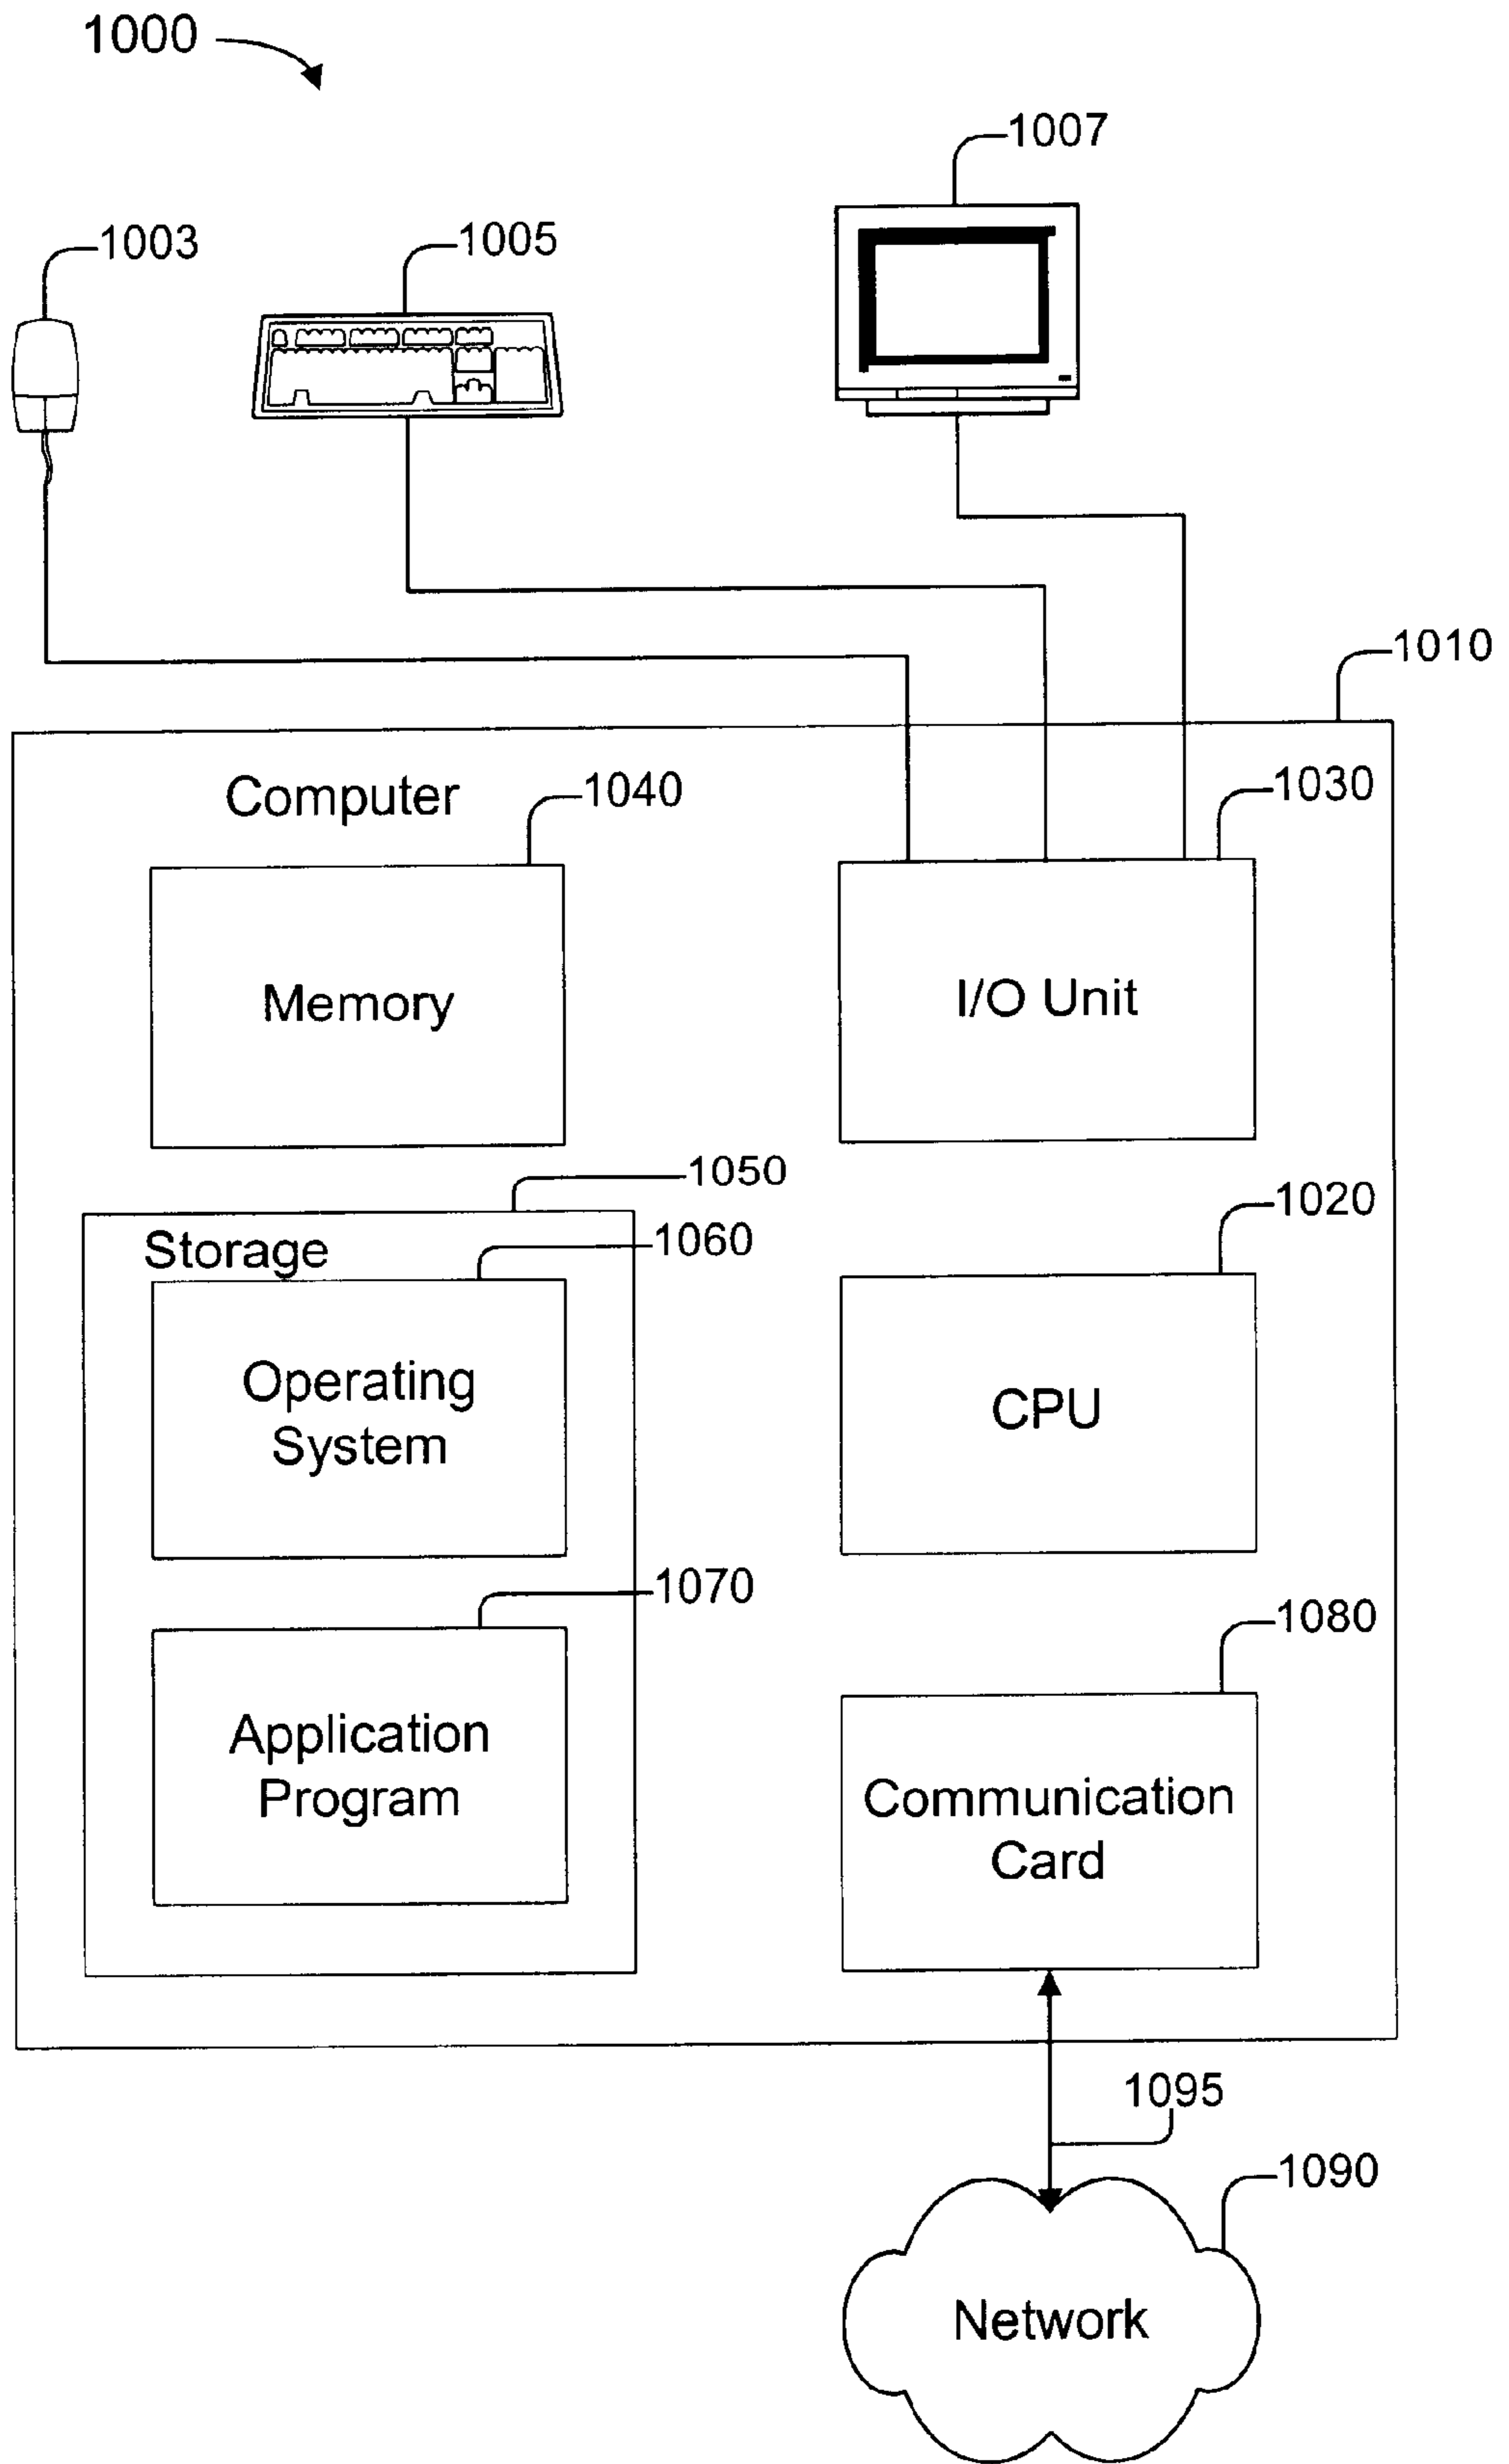 1000
1007
1003
1005
1010
Computer
1040
1030
Memory
I/O Unit
1050
1020
Storage
1060
Operating
System
CPU
1070
1080
Application
Program
Communication
Card
1095
1090
Network